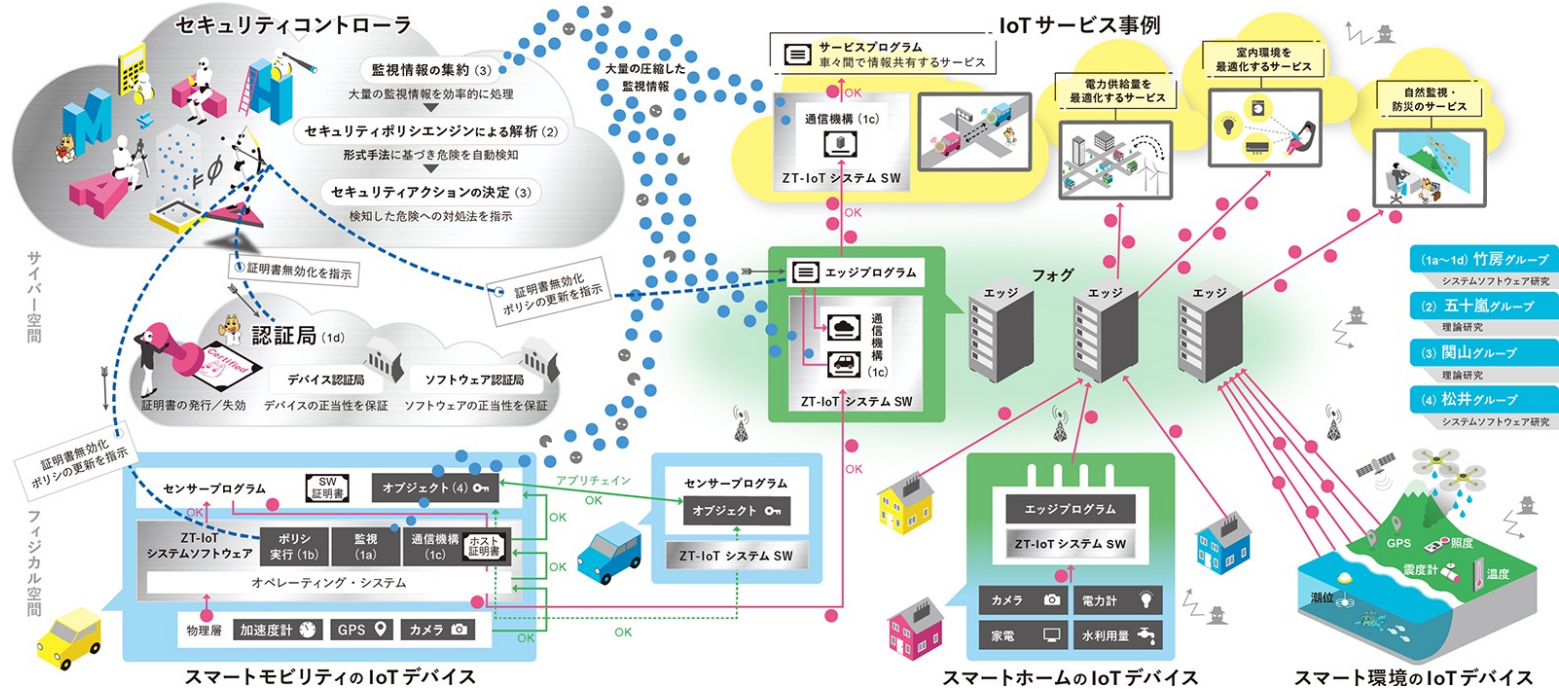 セキュリティコントローラ
監視情報の集約 (3)
大量の監視情報を効率的に処理
セキュリティポリシエンジンによる解析 (2)
形式手法に基づき危険を自動検知
セキュリティアクションの決定 (3)
検知した危険への対処法を指示
M
A
A
F
大量の圧縮した
監視情報
IoTサービス事例
サービスプログラム
車々間で情報共有するサービス
通信機構 (1c)
ZT-IoT システム SW
電力供給量を
最適化するサービス
室内環境を
最適化するサービス
自然監視・
防災のサービス
OK
OK
サイバー空間
証明書無効化を指示
証明書無効化
ポリシの更新を指示
認証局 (1d)
Certified
証明書の発行/失効
デバイス認証局
デバイスの正当性を保証
ソフトウェア認証局
ソフトウェアの正当性を保証
エッジプログラム
通信機構
(1c)
ZT-IoT システム SW
フォグ
エッジ
エッジ
エッジ
(1a〜1d) 竹房グループ
システムソフトウェア研究
(2) 五十嵐グループ
理論研究
(3) 関山グループ
理論研究
(4) 松井グループ
システムソフトウェア研究
フィジカル空間
証明書無効化
ポリシの更新を指示
センサープログラム
SW
証明書
オブジェクト (4)
OK
ZT-IoT
システムソフトウェア
ポリシ
実行 (1b)
監視
(1a)
通信機構
(1c)
ホスト
証明書
オペレーティング・システム
物理層
加速度計
GPS
カメラ
アプリチェイン
OK
OK
OK
OK
OK
OK
センサープログラム
オブジェクト
ZT-IoT システム SW
スマートモビリティの IoT デバイス
エッジプログラム
ZT-IoT システム SW
カメラ
電力計
家電
水利用量
スマートホームの IoT デバイス
GPS
照度
震度計
温度
潮位
スマート環境の IoT デバイス